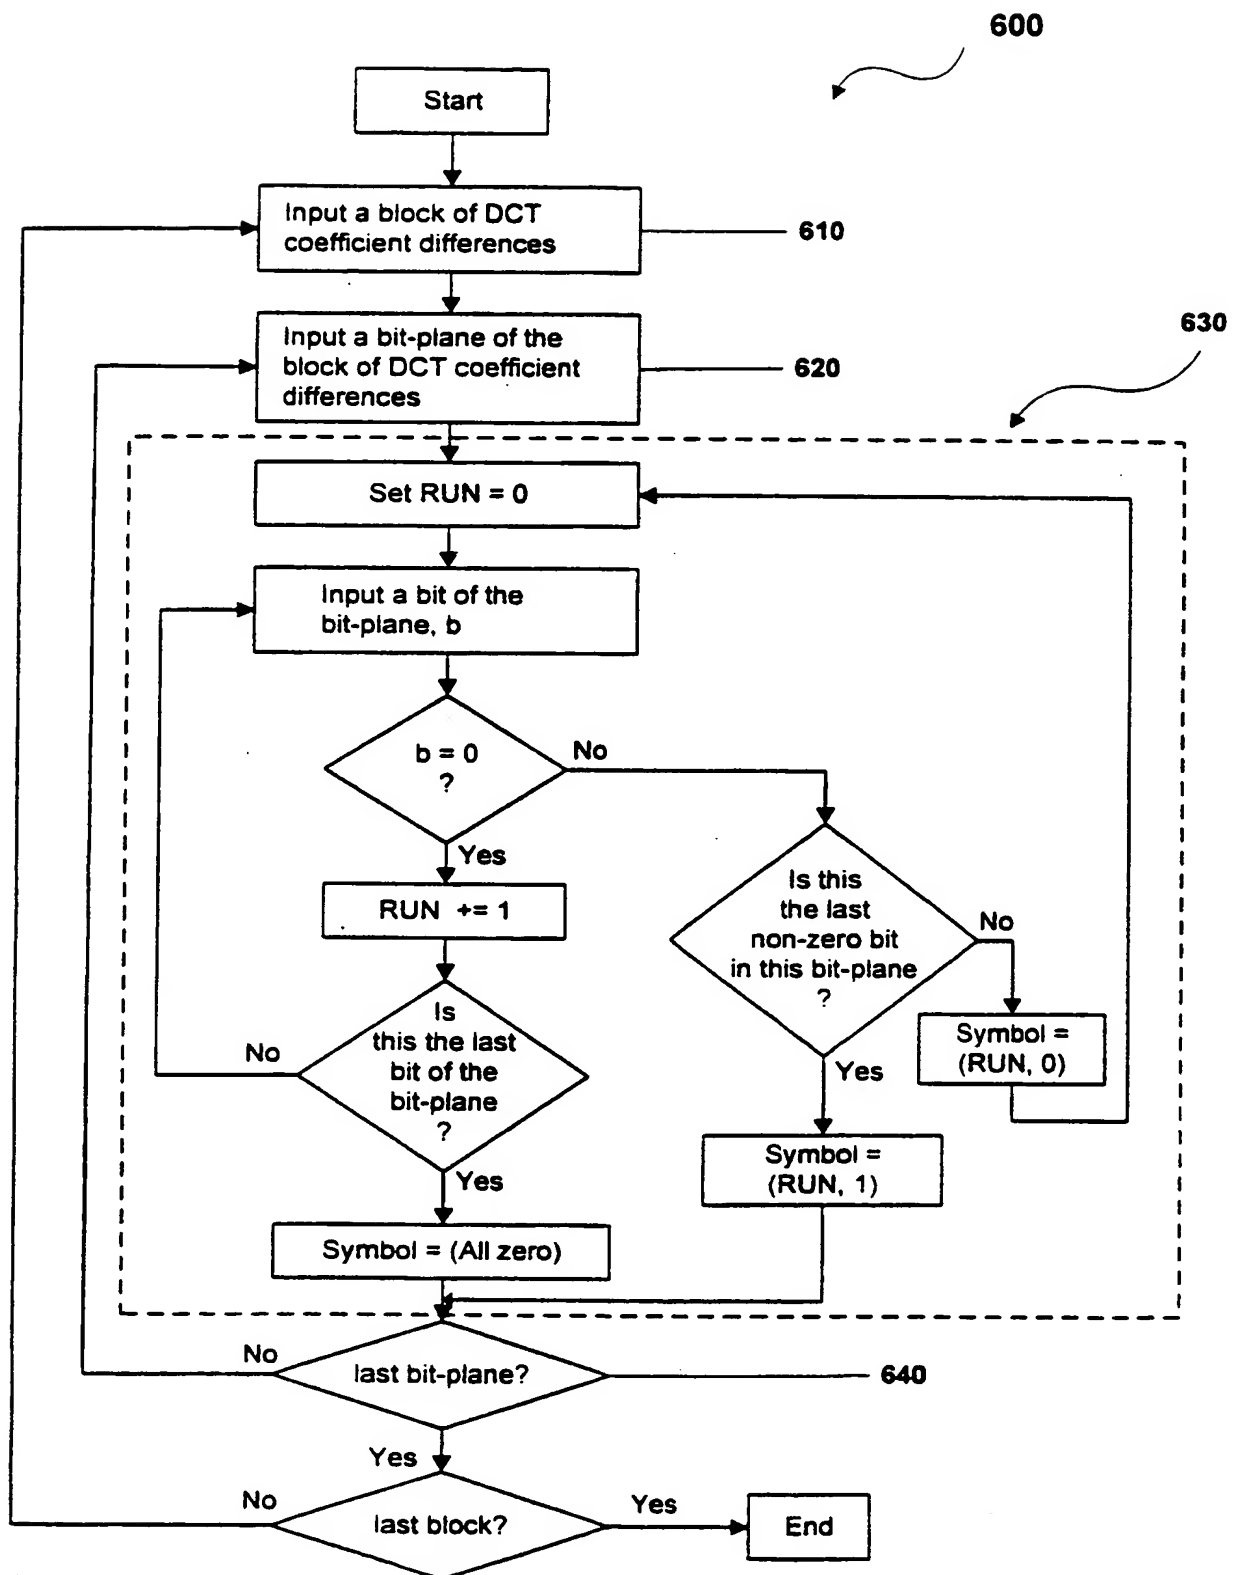 600
Start
Input a block of DCT
coefficient differences
610
Input a bit-plane of the
block of DCT coefficient
differences
620
630
Set RUN = 0
Input a bit of the
bit-plane, b
b = 0
?
No
Yes
RUN += 1
Is this
the last
non-zero bit
in this bit-plane
?
No
Symbol =
(RUN, 0)
Yes
Symbol =
(RUN, 1)
Is
this the last
bit of the
bit-plane
?
No
Yes
Symbol = (All zero)
last bit-plane?
No
640
Yes
last block?
No
Yes
End